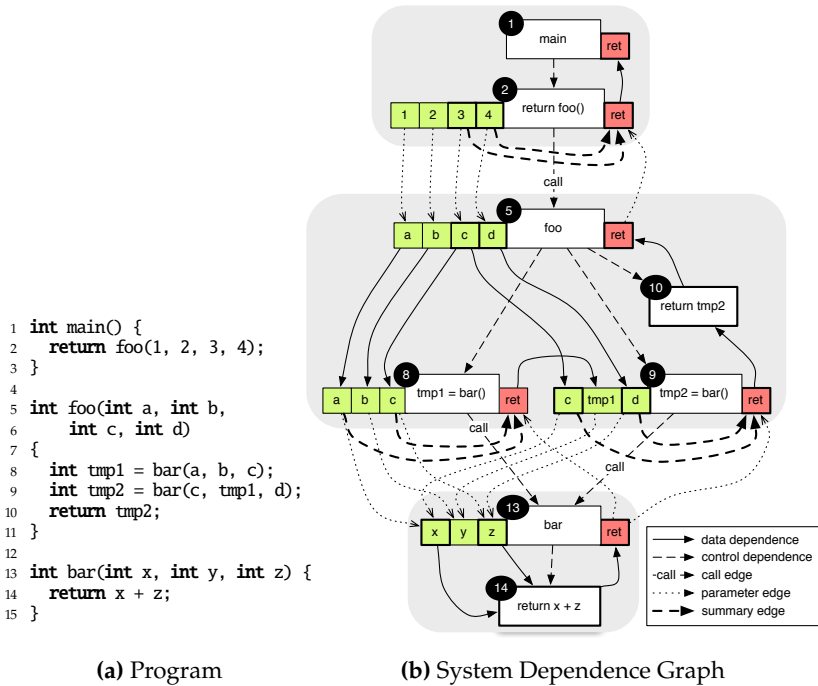 1
main
ret
2
return foo()
1 2 3 4
ret
call
5
foo
a b c d
ret
10
return tmp2
8
tmp1 = bar()
a b c
ret
9
tmp2 = bar()
c tmp1 d
ret
call
call
13
bar
x y z
ret
14
return x + z
data dependence
control dependence
call call edge
parameter edge
summary edge
1 int main() {
2 return foo(1, 2, 3, 4);
3 }
4
5 int foo(int a, int b,
6 int c, int d)
7 {
8 int tmp1 = bar(a, b, c);
9 int tmp2 = bar(c, tmp1, d);
10 return tmp2;
11 }
12
13 int bar(int x, int y, int z) {
14 return x + z;
15 }
(a) Program
(b) System Dependence Graph